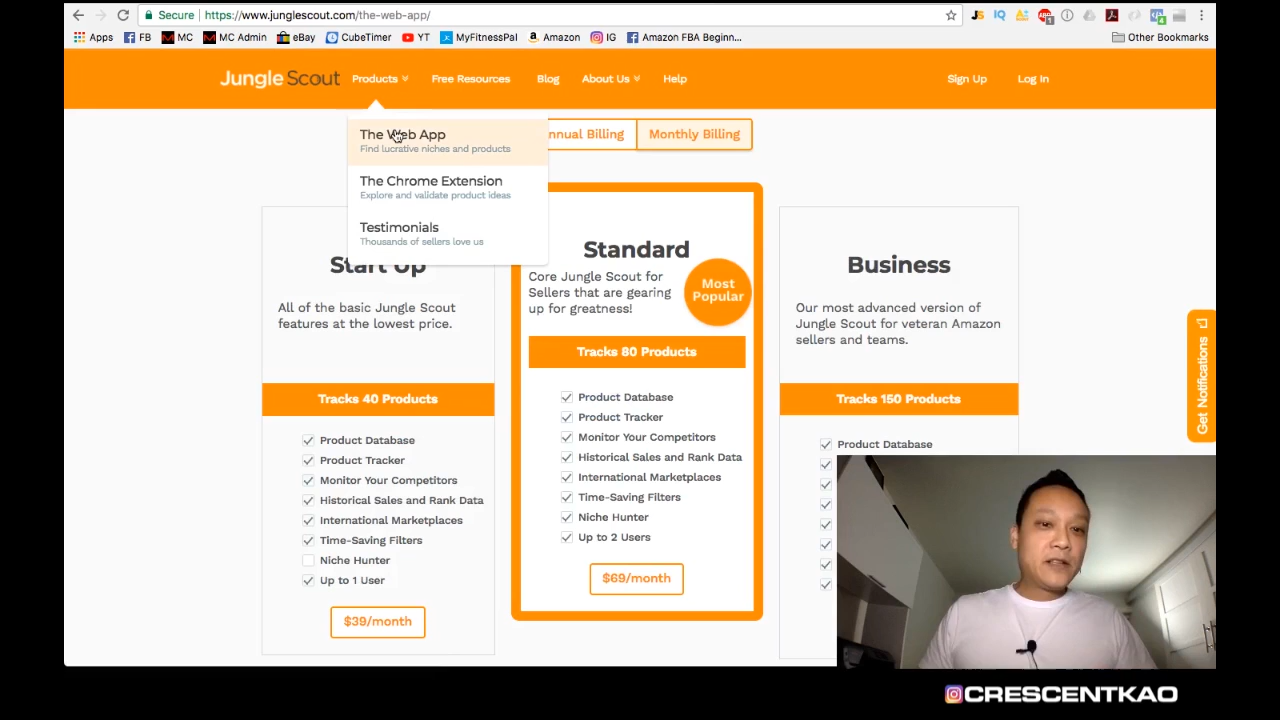 Secure
https://www.junglescout.com/the-web-app/
Apps
FB
MC
MC Admin
eBay
CubeTimer
YT
MyFitnessPal
Amazon
IG
Amazon FBA Beginn...
Other Bookmarks
Jungle Scout
Products
Free Resources
Blog
About Us
Help
Sign Up
Log In
The Web App
Find lucrative niches and products
The Chrome Extension
Explore and validate product ideas
Testimonials
Thousands of sellers love us
nnual Billing
Monthly Billing
Start Up
All of the basic Jungle Scout
features at the lowest price.
Tracks 40 Products
Product Database
Product Tracker
Monitor Your Competitors
Historical Sales and Rank Data
International Marketplaces
Time-Saving Filters
Niche Hunter
Up to 1 User
$39/month
Standard
Core Jungle Scout for
Sellers that are gearing
up for greatness!
Most
Popular
Tracks 80 Products
Product Database
Product Tracker
Monitor Your Competitors
Historical Sales and Rank Data
International Marketplaces
Time-Saving Filters
Niche Hunter
Up to 2 Users
$69/month
Business
Our most advanced version of
Jungle Scout for veteran Amazon
sellers and teams.
Tracks 150 Products
Product Database
Get Notifications
CRESCENTKAO